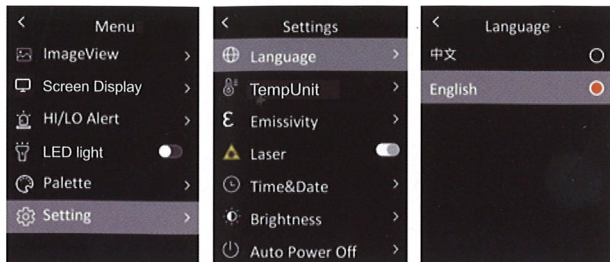 Menu
ImageView
Screen Display
HI/LO Alert
LED light
Palette
Setting
Settings
Language
TempUnit
Emissivity
Laser
Time&Date
Brightness
Auto Power Off
Language
中文
English